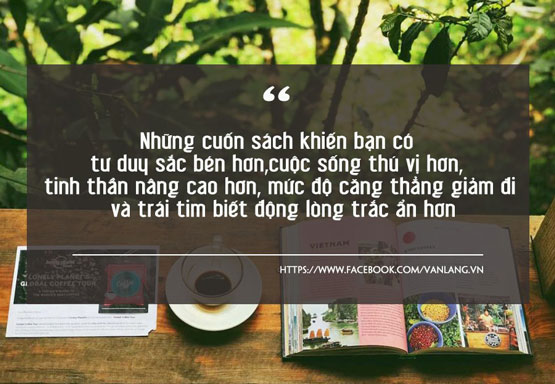 “
Những cuốn sách khiến bạn có
tư duy sắc bén hơn,cuộc sống thú vị hơn,
tinh thần nâng cao hơn, mức độ căng thẳng giảm đi
và trái tim biết động lòng trắc ẩn hơn
HTTPS://WWW.FACEBOOK.COM/VANLANG.VN
LONELY PLANET'S
GLOBAL COFFEE TOUR
VIETNAM